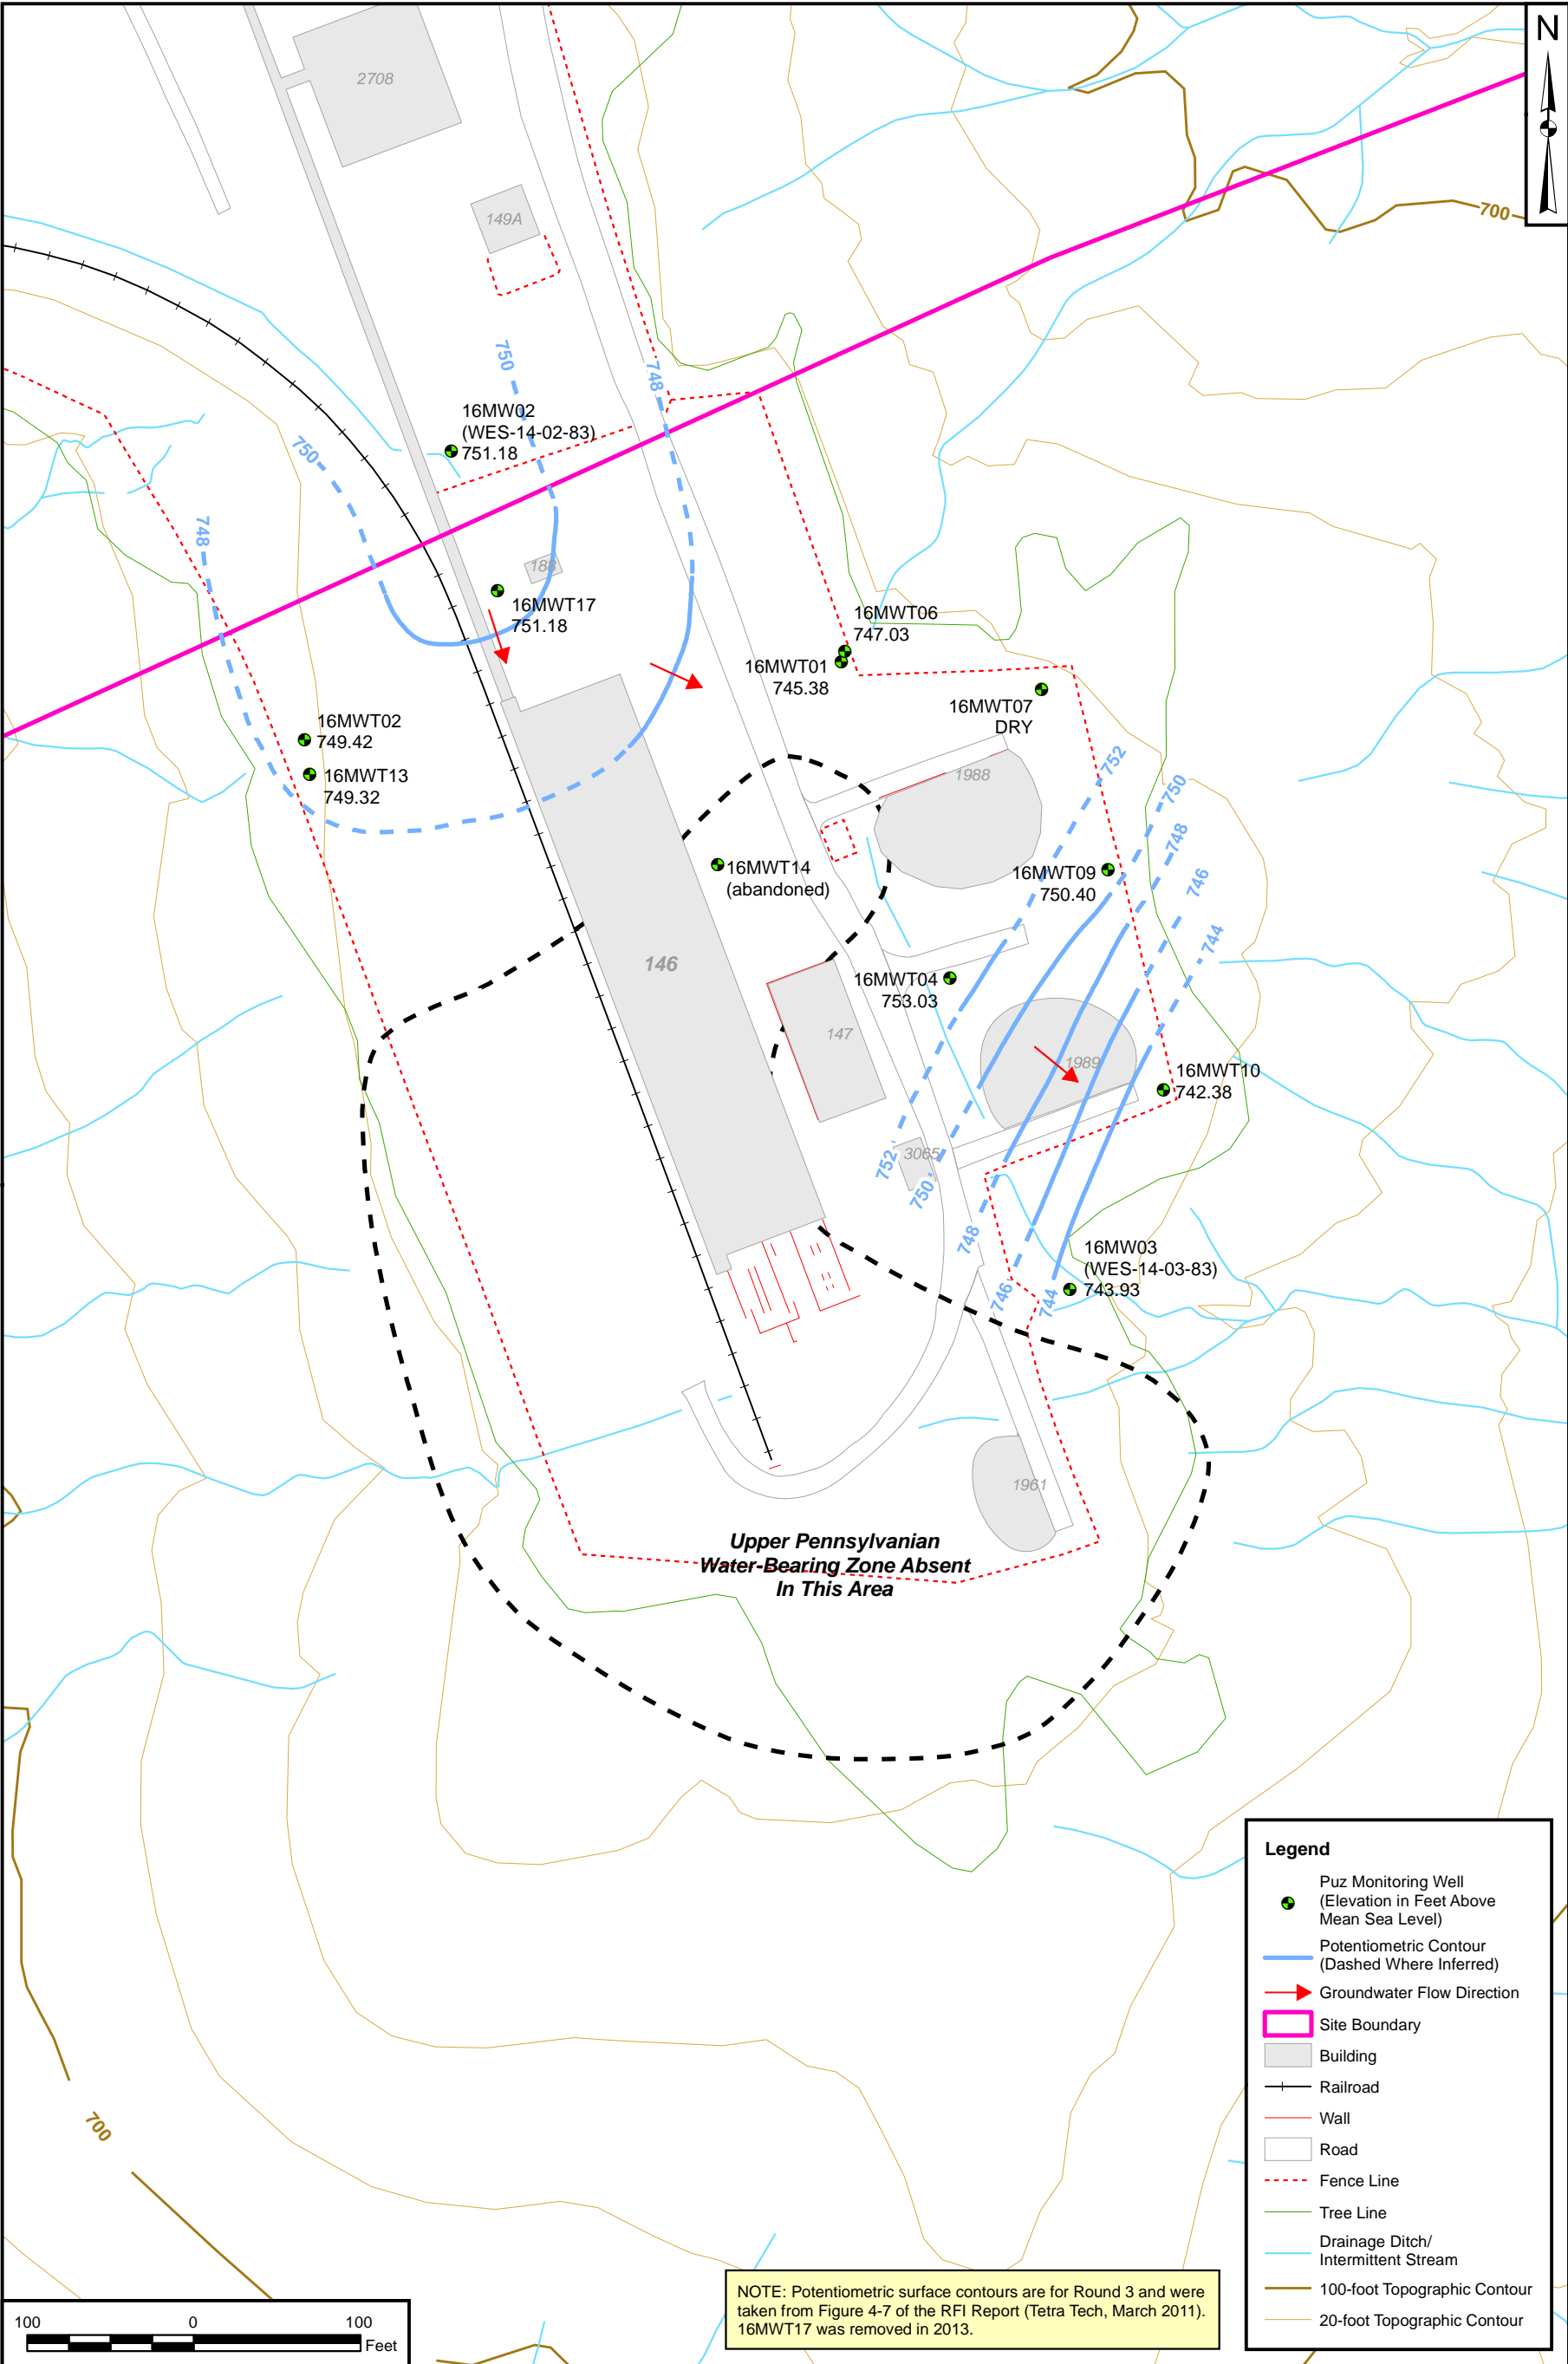 N
2708
149A
700
750
748
16MW02
(WES-14-02-83)
751.18
750
748
188
16MWT17
751.18
16MWT06
747.03
16MWT01
745.38
16MWT07
DRY
16MWT02
749.42
16MWT13
749.32
752
1988
750
748
16MWT14
(abandoned)
16MWT09
750.40
746
744
146
16MWT04
753.03
147
1989
16MWT10
742.38
752
3065
750
748
16MW03
(WES-14-03-83)
743.93
746
744
1961
Upper Pennsylvanian
Water-Bearing Zone Absent
In This Area
700
Legend
Puz Monitoring Well
(Elevation in Feet Above
Mean Sea Level)
Potentiometric Contour
(Dashed Where Inferred)
Groundwater Flow Direction
Site Boundary
Building
Railroad
Wall
Road
Fence Line
Tree Line
Drainage Ditch/
Intermittent Stream
100-foot Topographic Contour
20-foot Topographic Contour
NOTE: Potentiometric surface contours are for Round 3 and were
taken from Figure 4-7 of the RFI Report (Tetra Tech, March 2011).
16MWT17 was removed in 2013.
100 0 100
Feet